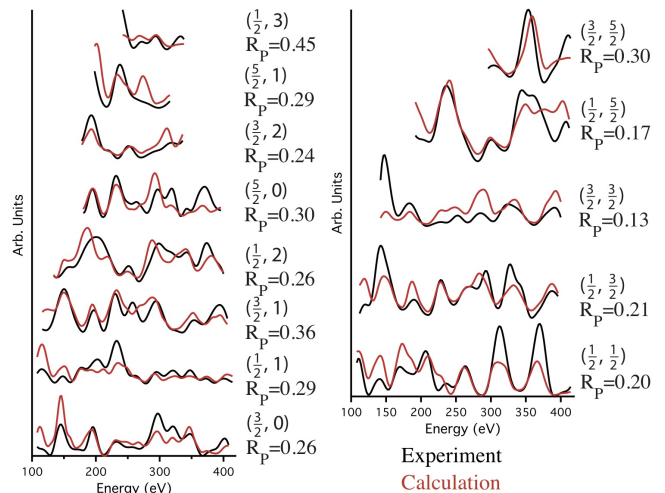 Arb. Units
(1/2, 3)
R_P=0.45
(5/2, 1)
R_P=0.29
(3/2, 2)
R_P=0.24
(5/2, 0)
R_P=0.30
(1/2, 2)
R_P=0.26
(3/2, 1)
R_P=0.36
(1/2, 1)
R_P=0.29
(3/2, 0)
R_P=0.26
100 200 300 400
Energy (eV)
Arb. Units
(3/2, 5/2)
R_P=0.30
(1/2, 5/2)
R_P=0.17
(3/2, 3/2)
R_P=0.13
(1/2, 3/2)
R_P=0.21
(1/2, 1/2)
R_P=0.20
100 150 200 250 300 350 400
Energy (eV)
Experiment
Calculation